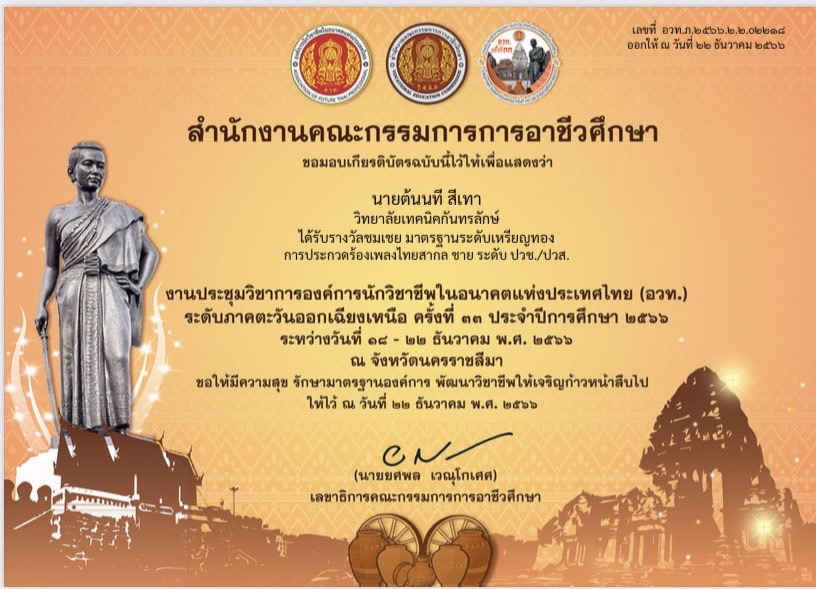 เลขที่ อวท.ภ.๒๕๖๖.๒.๒.๐๒๒๑๘
ออกให้ ณ วันที่ ๒๒ ธันวาคม ๒๕๖๖
อวท.
สำนักงานคณะกรรมการการอาชีวศึกษา
ขอมอบเกียรติบัตรฉบับนี้ไว้ให้เพื่อแสดงว่า
นายต้นนที สีเทา
วิทยาลัยเทคนิคกันทรลักษ์
ได้รับรางวัลชมเชย มาตรฐานระดับเหรียญทอง
การประกวดร้องเพลงไทยสากล ชาย ระดับ ปวช./ปวส.
งานประชุมวิชาการองค์การนักวิชาชีพในอนาคตแห่งประเทศไทย (อวท.)
ระดับภาคตะวันออกเฉียงเหนือ ครั้งที่ ๓๓ ประจำปีการศึกษา ๒๕๖๖
ระหว่างวันที่ ๑๘ - ๒๒ ธันวาคม พ.ศ. ๒๕๖๖
ณ จังหวัดนครราชสีมา
ขอให้มีความสุข รักษามาตรฐานองค์การ พัฒนาวิชาชีพให้เจริญก้าวหน้าสืบไป
ให้ไว้ ณ วันที่ ๒๒ ธันวาคม พ.ศ. ๒๕๖๖
(นายยศพล เวณุโกเศศ)
เลขาธิการคณะกรรมการการอาชีวศึกษา